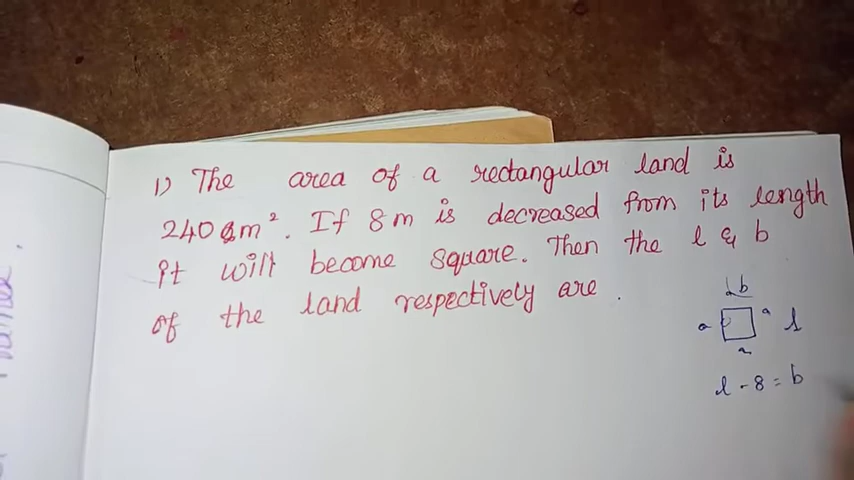 1) The area of a rectangular land is
240 m². If 8m is decreased from its length
it will become square. Then the l & b
of the land respectively are .
b
a a l
a
l - 8 = b